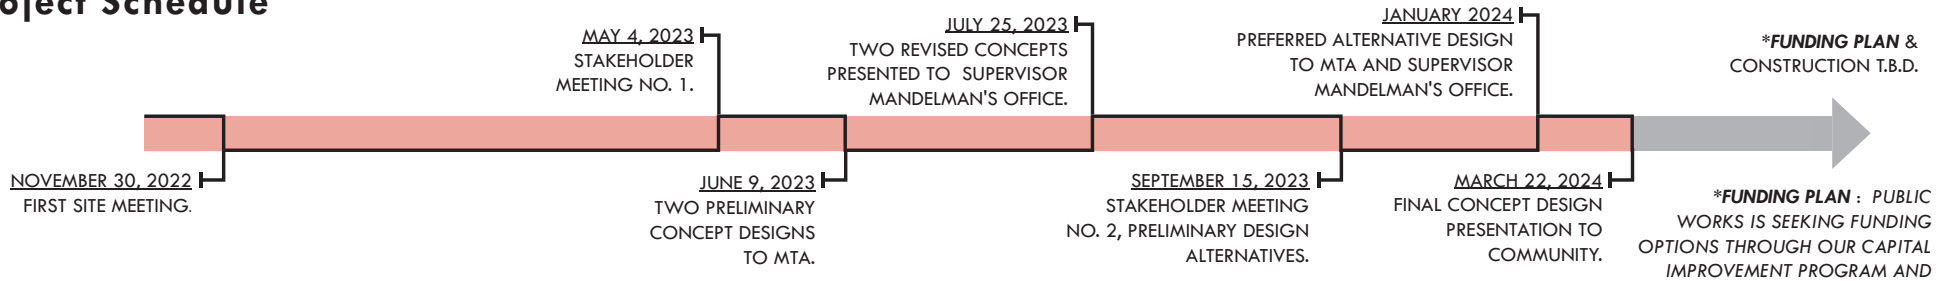 oject Schedule
NOVEMBER 30, 2022
FIRST SITE MEETING.
MAY 4, 2023
STAKEHOLDER
MEETING NO. 1.
JUNE 9, 2023
TWO PRELIMINARY
CONCEPT DESIGNS
TO MTA.
JULY 25, 2023
TWO REVISED CONCEPTS
PRESENTED TO SUPERVISOR
MANDELMAN'S OFFICE.
SEPTEMBER 15, 2023
STAKEHOLDER MEETING
NO. 2, PRELIMINARY DESIGN
ALTERNATIVES.
JANUARY 2024
PREFERRED ALTERNATIVE DESIGN
TO MTA AND SUPERVISOR
MANDELMAN'S OFFICE.
MARCH 22, 2024
FINAL CONCEPT DESIGN
PRESENTATION TO
COMMUNITY.
*FUNDING PLAN &
CONSTRUCTION T.B.D.
*FUNDING PLAN : PUBLIC
WORKS IS SEEKING FUNDING
OPTIONS THROUGH OUR CAPITAL
IMPROVEMENT PROGRAM AND